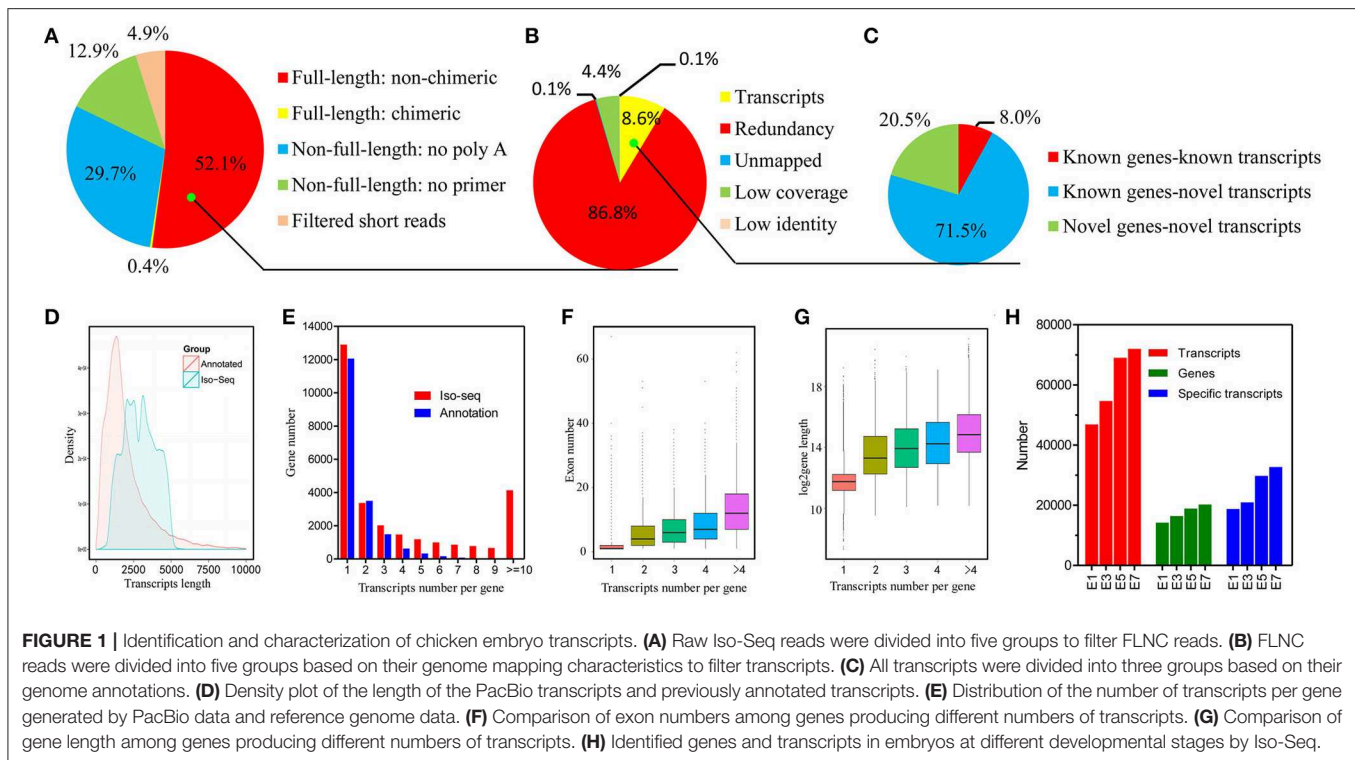 A
4.9%
12.9%
29.7%
52.1%
0.4%
Full-length: non-chimeric
Full-length: chimeric
Non-full-length: no poly A
Non-full-length: no primer
Filtered short reads
B
4.4%
0.1%
0.1%
8.6%
86.8%
Transcripts
Redundancy
Unmapped
Low coverage
Low identity
C
20.5%
8.0%
71.5%
Known genes-known transcripts
Known genes-novel transcripts
Novel genes-novel transcripts
D
Group
Annotated
Iso-Seq
Density
0
2500
5000
7500
10000
Transcripts length
E
14000
12000
10000
8000
6000
4000
2000
0
Gene number
Iso-seq
Annotation
1 2 3 4 5 6 7 8 9 >=10
Transcripts number per gene
F
60
40
20
0
Exon number
1 2 3 4 >4
Transcripts number per gene
G
18
14
10
log2gene length
1 2 3 4 >4
Transcripts number per gene
H
80000
60000
40000
20000
0
Number
Transcripts
Genes
Specific transcripts
E1 E3 E5 E7
E1 E3 E5 E7
E1 E3 E5 E7
FIGURE 1 | Identification and characterization of chicken embryo transcripts. (A) Raw Iso-Seq reads were divided into five groups to filter FLNC reads. (B) FLNC
reads were divided into five groups based on their genome mapping characteristics to filter transcripts. (C) All transcripts were divided into three groups based on their
genome annotations. (D) Density plot of the length of the PacBio transcripts and previously annotated transcripts. (E) Distribution of the number of transcripts per gene
generated by PacBio data and reference genome data. (F) Comparison of exon numbers among genes producing different numbers of transcripts. (G) Comparison of
gene length among genes producing different numbers of transcripts. (H) Identified genes and transcripts in embryos at different developmental stages by Iso-Seq.